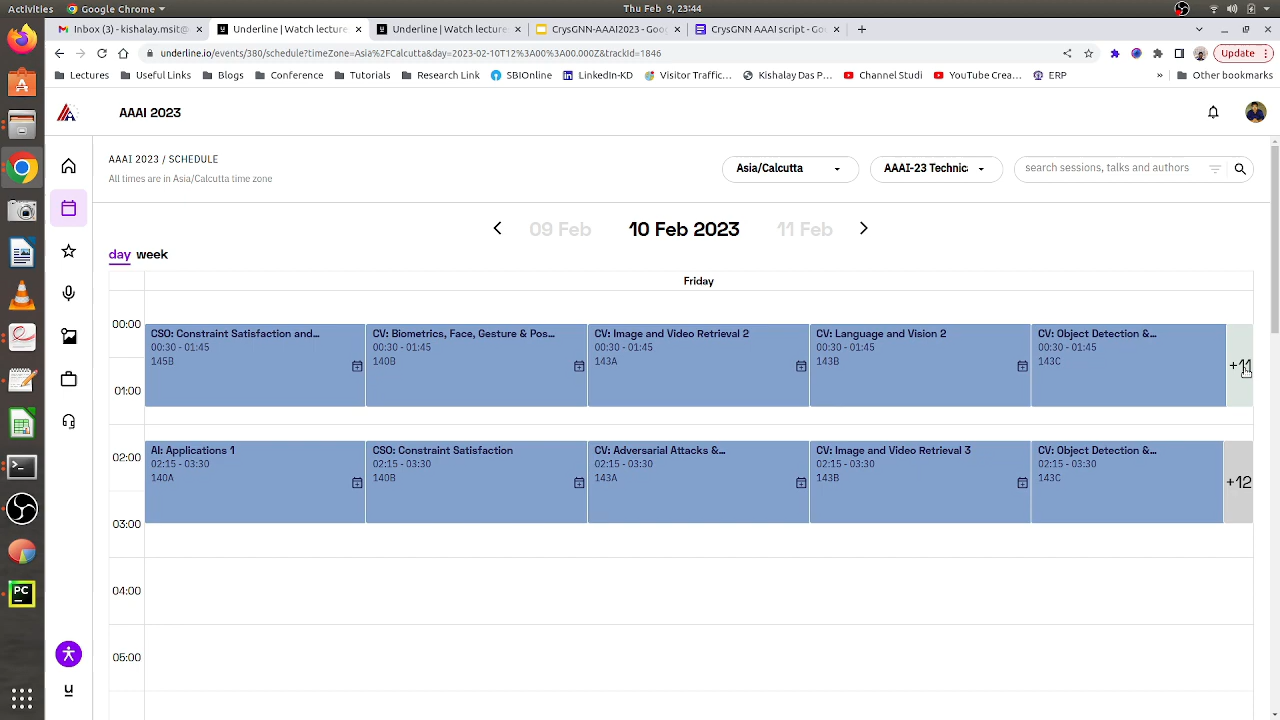 Activities
Google Chrome
Thu Feb 9, 23:44
Inbox (3) - kishalay.msit@
Underline | Watch lecture
Underline | Watch lecture
CrysGNN-AAAI2023 - Goo
CrysGNN AAAI script - Go
underline.io/events/380/schedule?timeZone=Asia%2FCalcutta&day=2023-02-10T12%3A00%3A00.000Z&trackId=1846
Update
Lectures
Useful Links
Blogs
Conference
Tutorials
Research Link
SBIOnline
LinkedIn-KD
Visitor Traffic...
Kishalay Das P...
Channel Studi
YouTube Crea...
ERP
»
Other bookmarks
AAAI 2023
AAAI 2023 / SCHEDULE
All times are in Asia/Calcutta time zone
Asia/Calcutta
AAAI-23 Technic
search sessions, talks and authors
09 Feb
10 Feb 2023
11 Feb
day week
Friday
00:00
CSO: Constraint Satisfaction and...
00:30 - 01:45
145B
CV: Biometrics, Face, Gesture & Pos...
00:30 - 01:45
140B
CV: Image and Video Retrieval 2
00:30 - 01:45
143A
CV: Language and Vision 2
00:30 - 01:45
143B
CV: Object Detection &...
00:30 - 01:45
143C
+11
01:00
02:00
AI: Applications 1
02:15 - 03:30
140A
CSO: Constraint Satisfaction
02:15 - 03:30
140B
CV: Adversarial Attacks &...
02:15 - 03:30
143A
CV: Image and Video Retrieval 3
02:15 - 03:30
143B
CV: Object Detection &...
02:15 - 03:30
143C
+12
03:00
04:00
05:00
PC
u